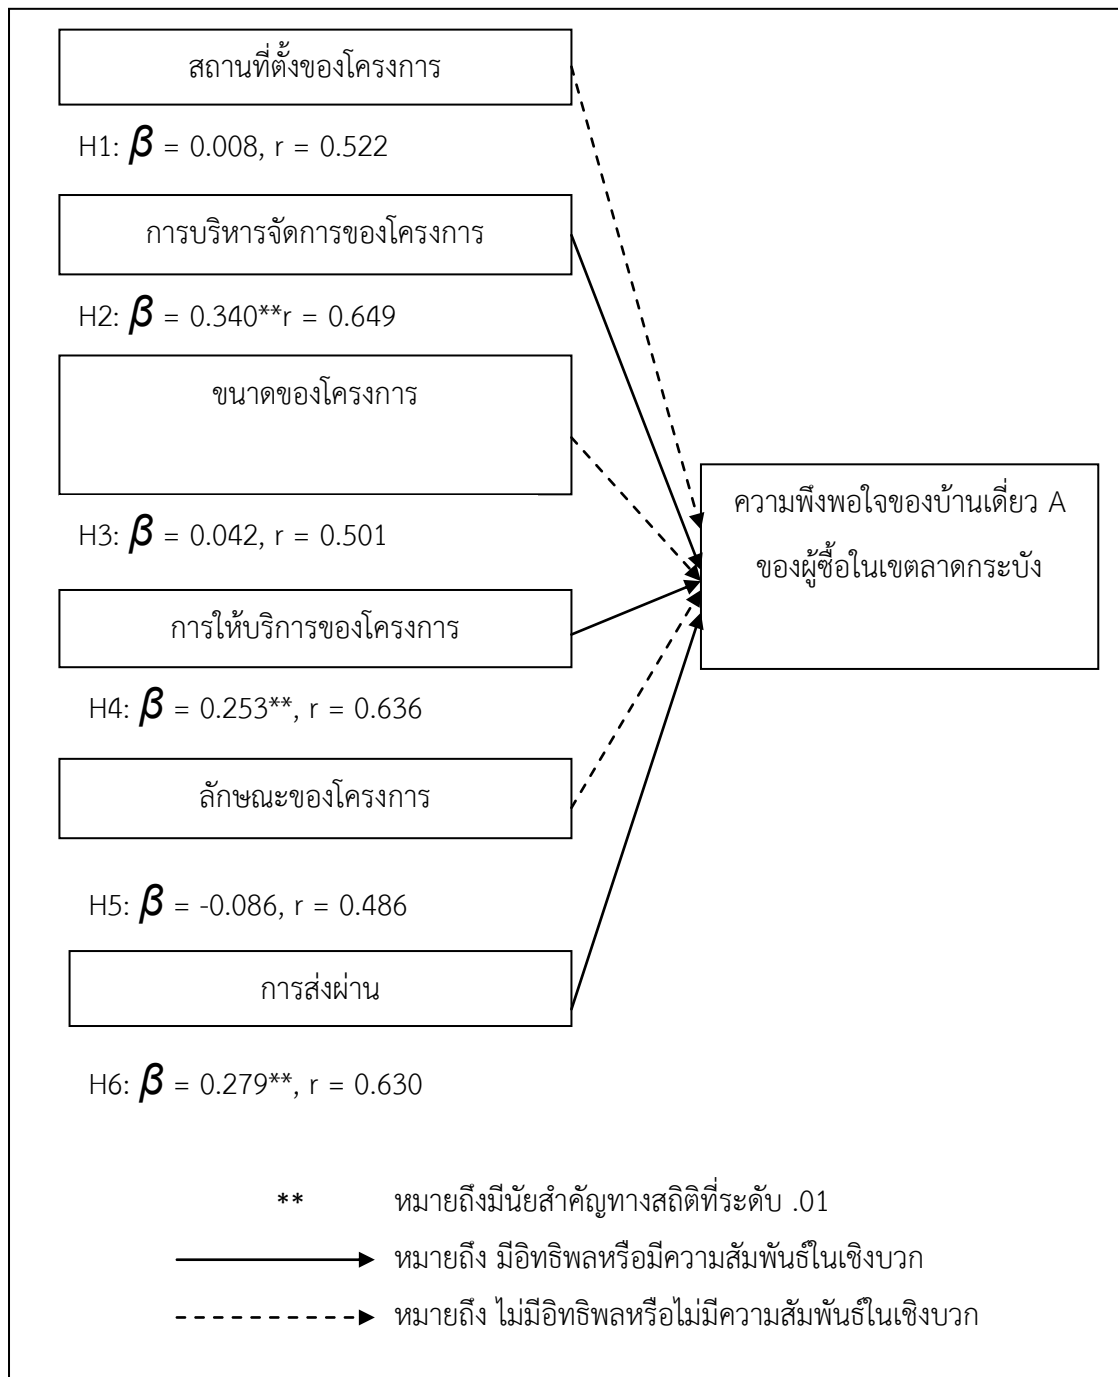 สถานที่ตั้งของโครงการ
H1: β = 0.008, r = 0.522
การบริหารจัดการของโครงการ
H2: β = 0.340**r = 0.649
ขนาดของโครงการ
H3: β = 0.042, r = 0.501
ความพึงพอใจของบ้านเดี่ยว A
ของผู้ซื้อในเขตลาดกระบัง
การให้บริการของโครงการ
H4: β = 0.253**, r = 0.636
ลักษณะของโครงการ
H5: β = -0.086, r = 0.486
การส่งผ่าน
H6: β = 0.279**, r = 0.630
** หมายถึงมีนัยสำคัญทางสถิติที่ระดับ .01
หมายถึง มีอิทธิพลหรือมีความสัมพันธ์ในเชิงบวก
หมายถึง ไม่มีอิทธิพลหรือไม่มีความสัมพันธ์ในเชิงบวก